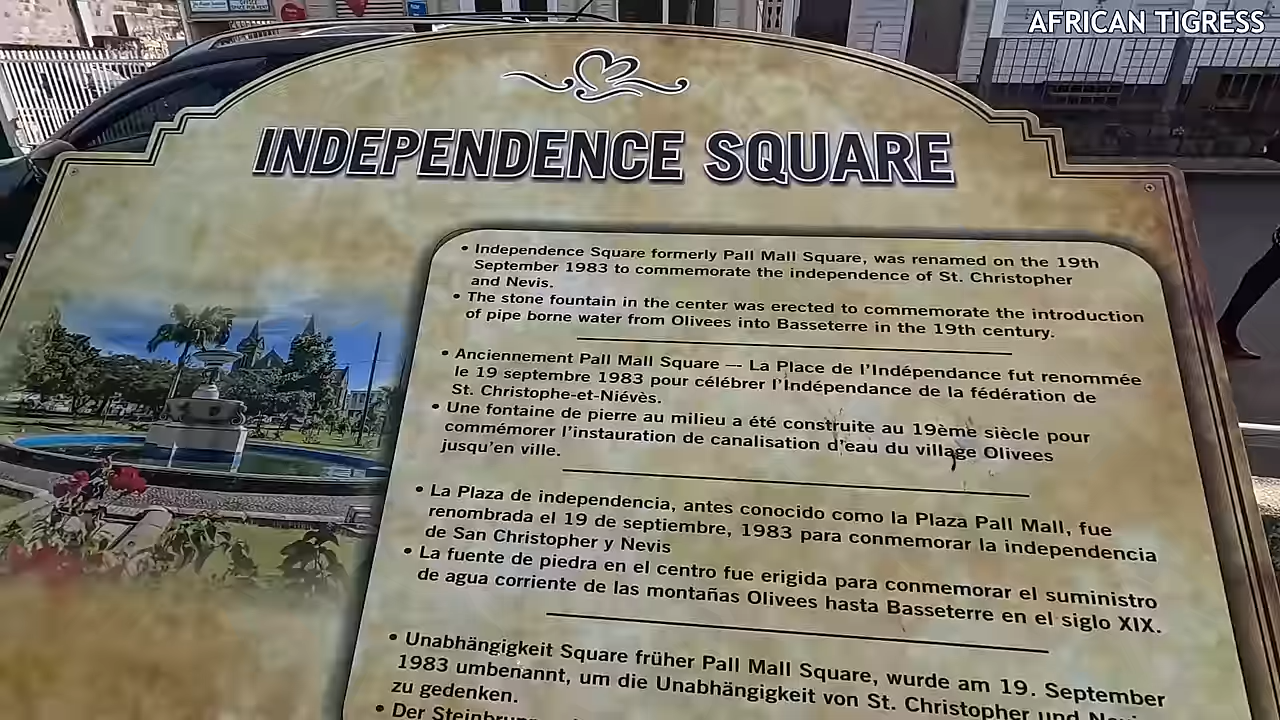 AFRICAN TIGRESS
INDEPENDENCE SQUARE
• Independence Square formerly Pall Mall Square, was renamed on the 19th
September 1983 to commemorate the independence of St. Christopher
and Nevis.
• The stone fountain in the center was erected to commemorate the introduction
of pipe borne water from Olivees into Basseterre in the 19th century.
• Anciennement Pall Mall Square — La Place de l'Indépendance fut renommée
le 19 septembre 1983 pour célébrer l'Indépendance de la fédération de
St. Christophe-et-Niévès.
• Une fontaine de pierre au milieu a été construite au 19ème siècle pour
commémorer l'instauration de canalisation d'eau du village Olivees
jusqu'en ville.
• La Plaza de independencia, antes conocido como la Plaza Pall Mall, fue
renombrada el 19 de septiembre, 1983 para conmemorar la independencia
de San Christopher y Nevis
• La fuente de piedra en el centro fue erigida para conmemorar el suministro
de agua corriente de las montañas Olivees hasta Basseterre en el siglo XIX.
• Unabhängigkeit Square früher Pall Mall Square, wurde am 19. September
1983 umbenannt, um die Unabhängigkeit von St. Christopher und
zu gedenken.
• Der